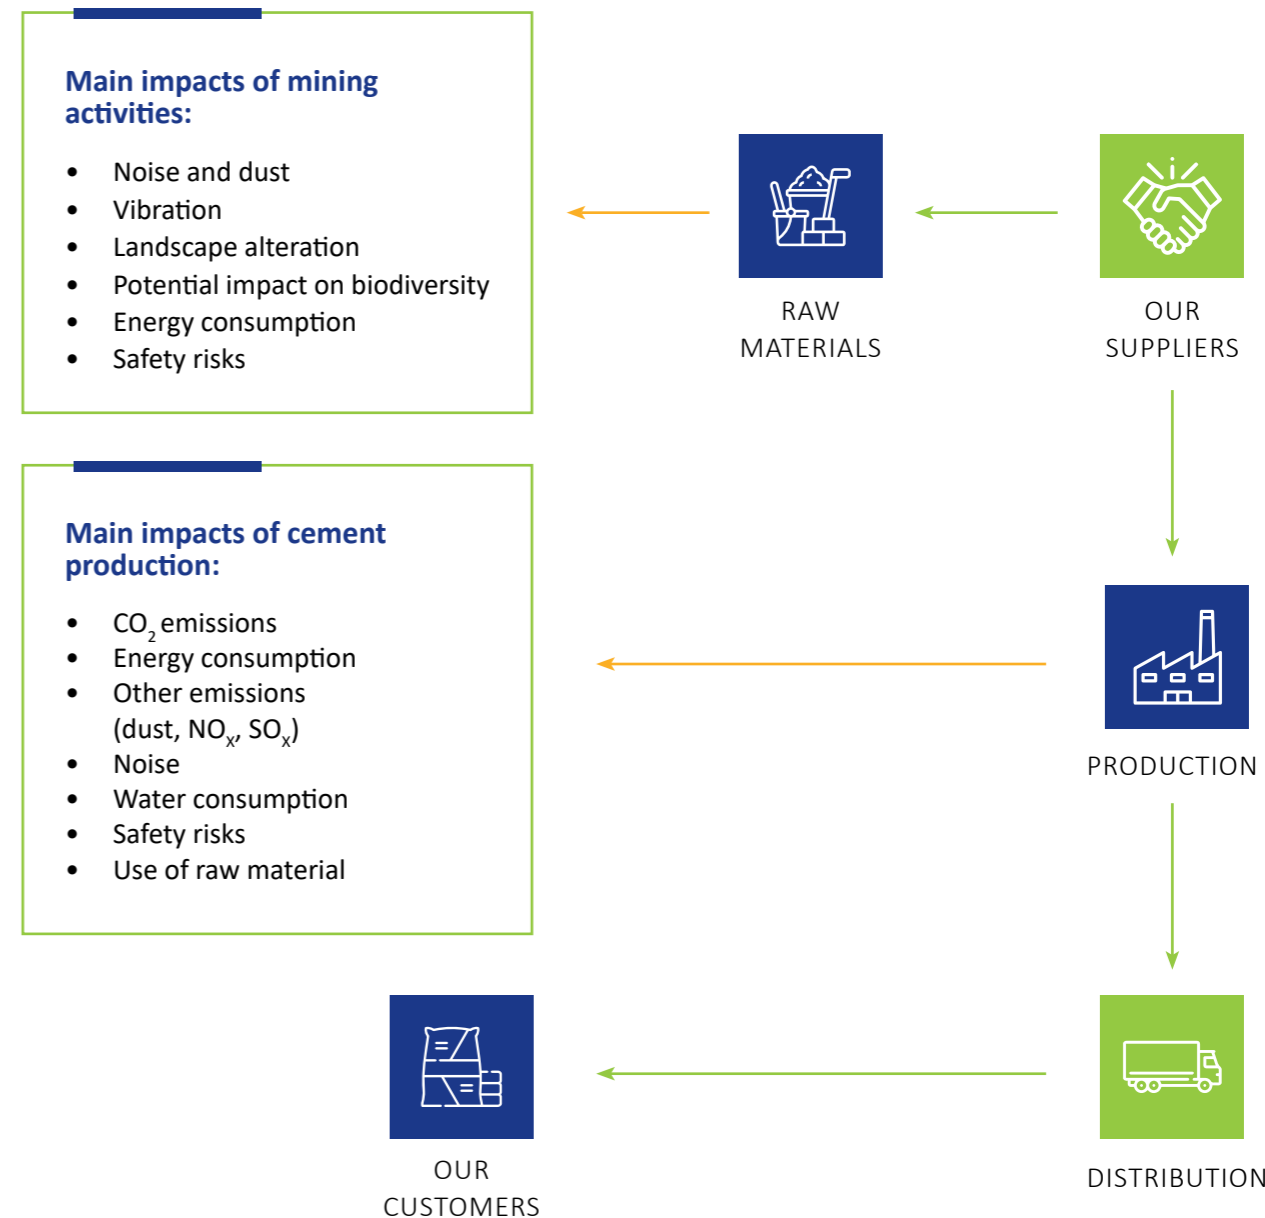 Main impacts of mining
activities:
• Noise and dust
• Vibration
• Landscape alteration
• Potential impact on biodiversity
• Energy consumption
• Safety risks
RAW
MATERIALS
OUR
SUPPLIERS
Main impacts of cement
production:
• CO₂ emissions
• Energy consumption
• Other emissions
(dust, NOₓ, SOₓ)
• Noise
• Water consumption
• Safety risks
• Use of raw material
PRODUCTION
OUR
CUSTOMERS
DISTRIBUTION